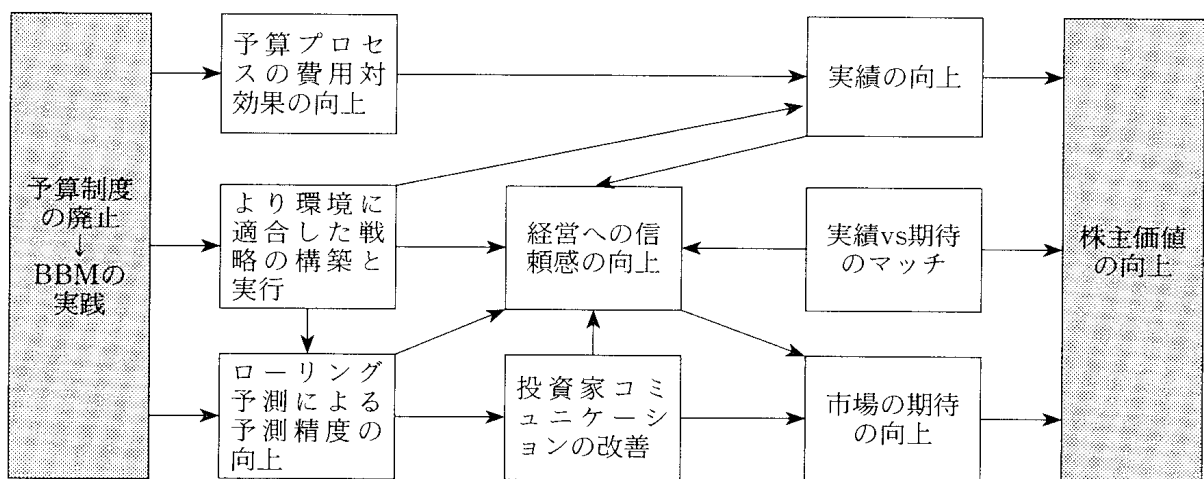 予算制度
の廃止
↓
BBMの
実践
予算プロセ
スの費用対
効果の向上
より環境に
適合した戦
略の構築と
実行
ローリング
予測による
予測精度の
向上
経営への信
頼感の向上
投資家コミ
ュニケーシ
ョンの改善
実績の向上
実績vs期待
のマッチ
市場の期待
の向上
株主価値
の向上